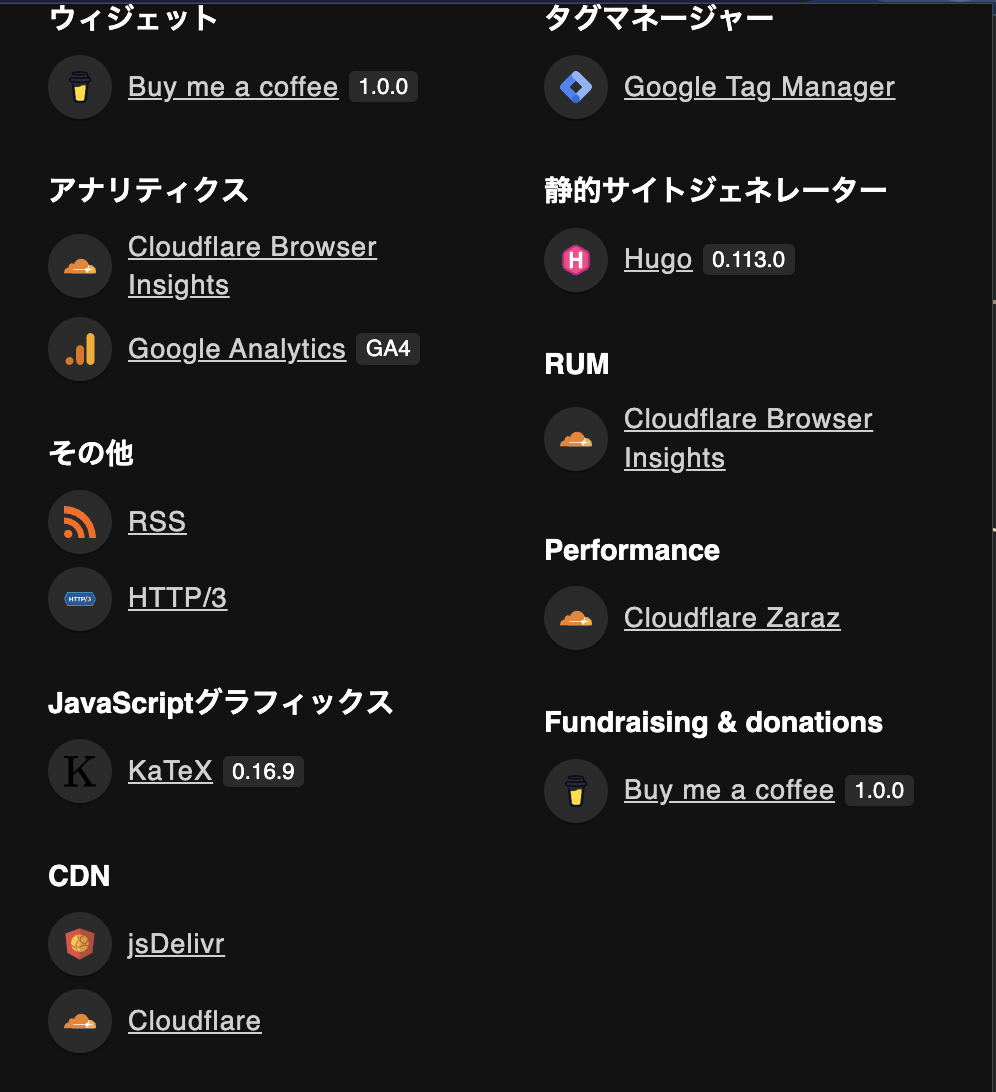 ウィジェット
Buy me a coffee 1.0.0
アナリティクス
Cloudflare Browser
Insights
Google Analytics GA4
その他
RSS
HTTP/3
HTTP/3
JavaScriptグラフィックス
K
KaTeX 0.16.9
CDN
jsDelivr
Cloudflare
タグマネージャー
Google Tag Manager
静的サイトジェネレーター
H
Hugo 0.113.0
RUM
Cloudflare Browser
Insights
Performance
Cloudflare Zaraz
Fundraising & donations
Buy me a coffee 1.0.0